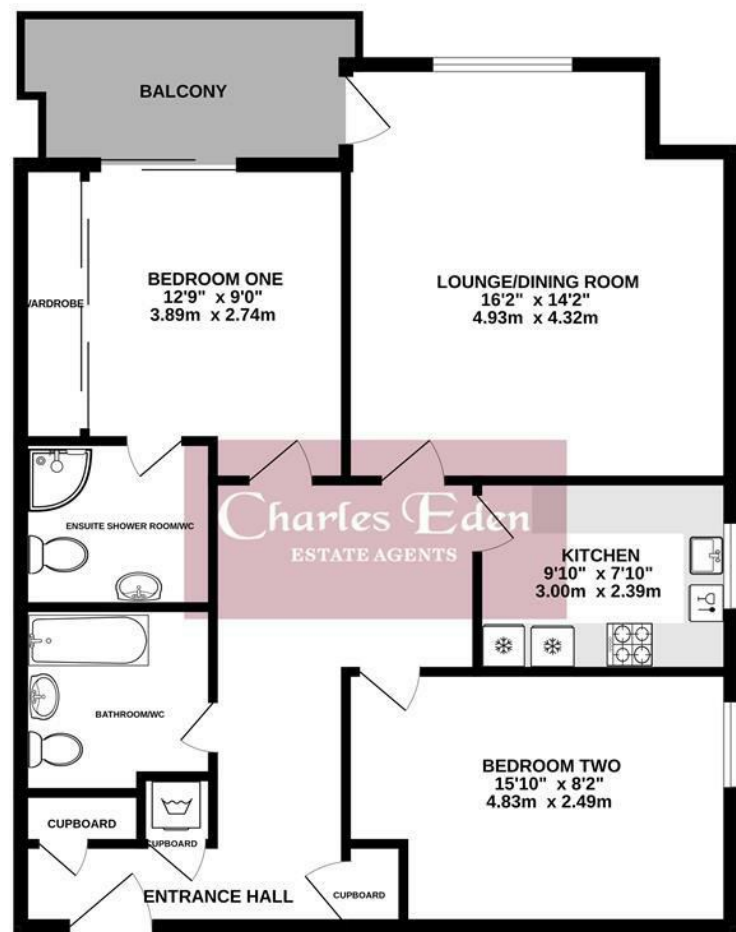 BALCONY
BEDROOM ONE
12'9" x 9'0"
3.89m x 2.74m
WARDROBE
LOUNGE/DINING ROOM
16'2" x 14'2"
4.93m x 4.32m
ENSUITE SHOWER ROOM/WC
Charles Eden
ESTATE AGENTS
KITCHEN
9'10" x 7'10"
3.00m x 2.39m
BATHROOM/WC
BEDROOM TWO
15'10" x 8'2"
4.83m x 2.49m
CUPBOARD
CUPBOARD
ENTRANCE HALL
CUPBOARD